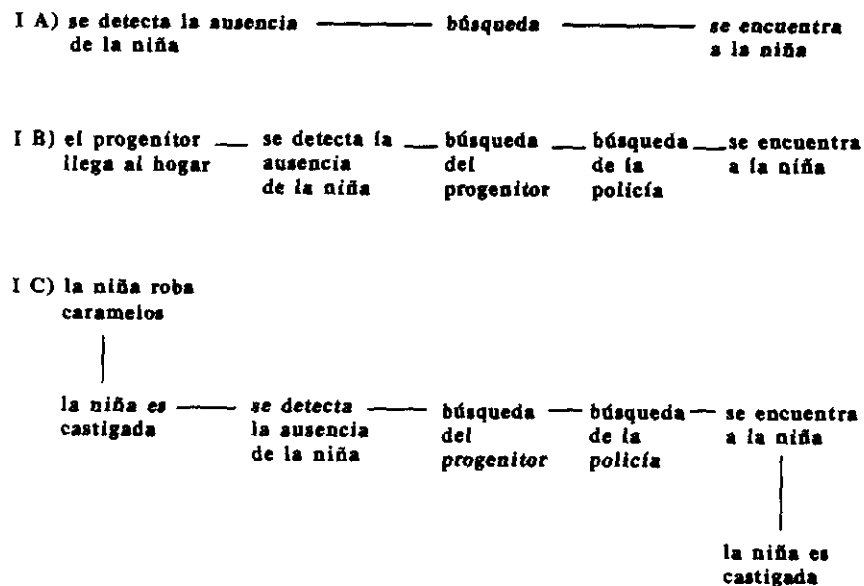 I A) se detecta la ausencia búsqueda se encuentra
de la niña a la niña
I B) el progenitor se detecta la búsqueda búsqueda se encuentra
llega al hogar ausencia del de la a la niña
de la niña progenitor policía
I C) la niña roba
caramelos
la niña es se detecta búsqueda búsqueda se encuentra
castigada la ausencia del de la a la niña
de la niña progenitor policía
la niña es
castigada